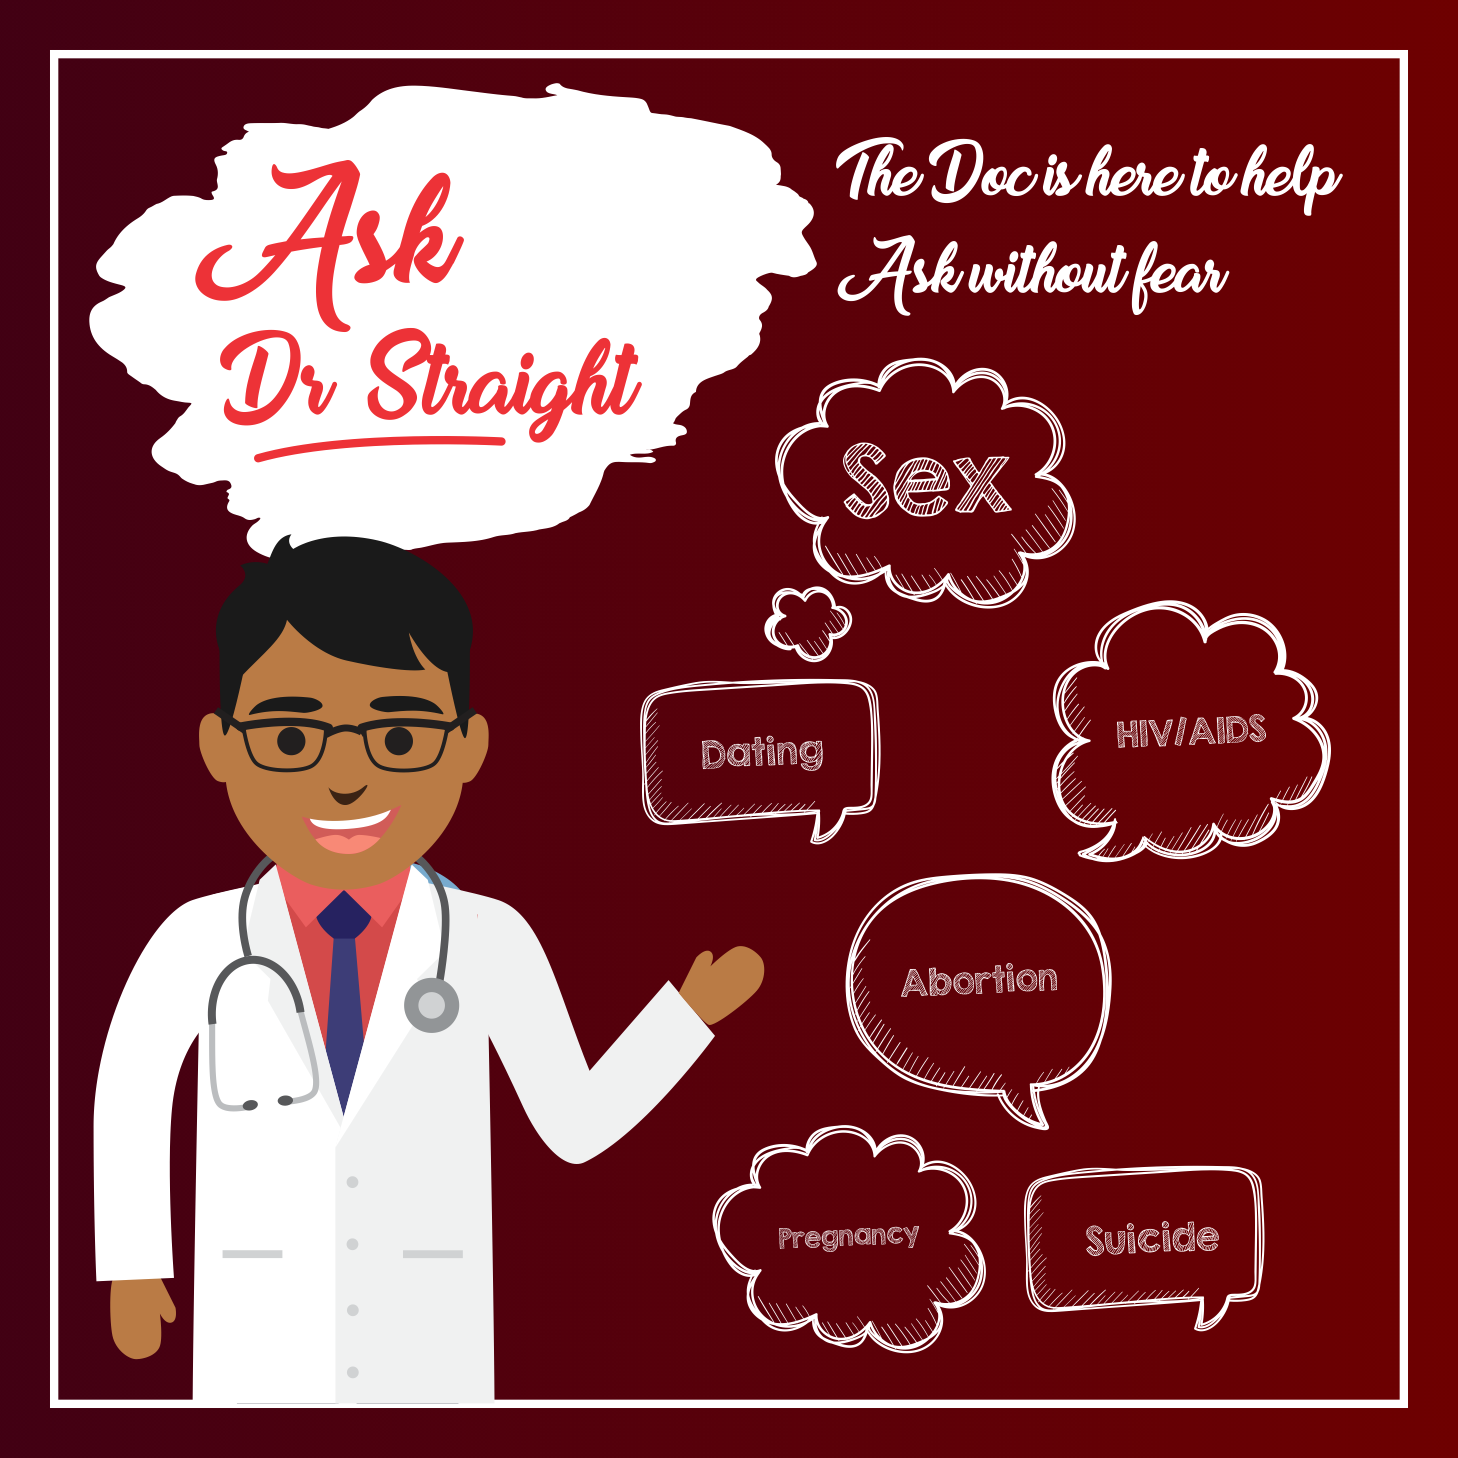 Ask
Dr Straight
The Doc is here to help
Ask without fear
Sex
Dating
HIV/AIDS
Abortion
Pregnancy
Suicide